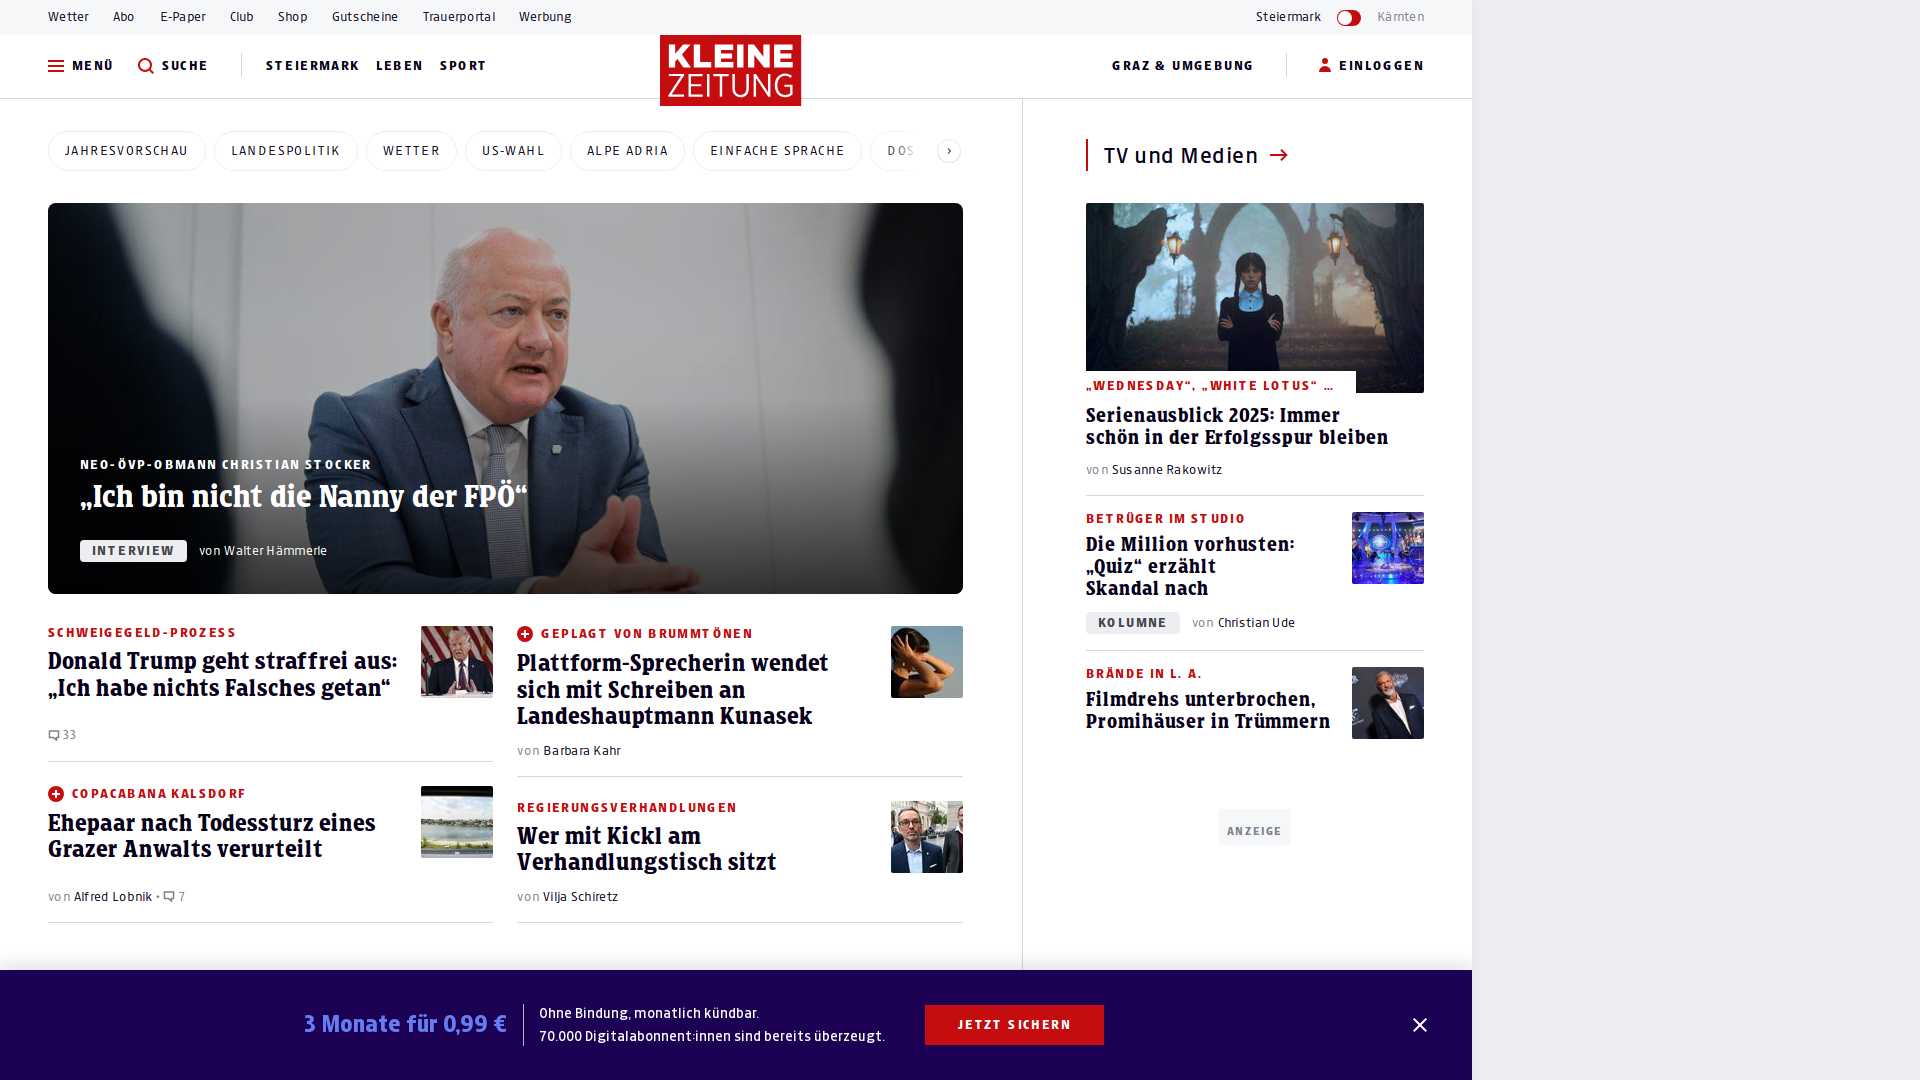 Wetter Abo E-Paper Club Shop Gutscheine Trauerportal Werbung
Steiermark Kärnten
MENÜ SUCHE STEIERMARK LEBEN SPORT
KLEINE
ZEITUNG
GRAZ & UMGEBUNG EINLOGGEN
JAHRESVORSCHAU LANDESPOLITIK WETTER US-WAHL ALPE ADRIA EINFACHE SPRACHE DOS
NEO-ÖVP-OBMANN CHRISTIAN STOCKER
„Ich bin nicht die Nanny der FPÖ“
INTERVIEW von Walter Hämmerle
SCHWEIGEGELD-PROZESS
Donald Trump geht straffrei aus:
„Ich habe nichts Falsches getan“
33
COPACABANA KALSDORF
Ehepaar nach Todessturz eines
Grazer Anwalts verurteilt
von Alfred Lobnik • 7
GEPLAGT VON BRUMMTÖNEN
Plattform-Sprecherin wendet
sich mit Schreiben an
Landeshauptmann Kunasek
von Barbara Kahr
REGIERUNGSVERHANDLUNGEN
Wer mit Kickl am
Verhandlungstisch sitzt
von Vilja Schiretz
TV und Medien
„WEDNESDAY“, „WHITE LOTUS“ ...
Serienausblick 2025: Immer
schön in der Erfolgsspur bleiben
von Susanne Rakowitz
BETRÜGER IM STUDIO
Die Million vorhusten:
„Quiz“ erzählt
Skandal nach
KOLUMNE von Christian Ude
BRÄNDE IN L. A.
Filmdrehs unterbrochen,
Promihäuser in Trümmern
ANZEIGE
3 Monate für 0,99 €
Ohne Bindung, monatlich kündbar.
70.000 Digitalabonnent:innen sind bereits überzeugt.
JETZT SICHERN